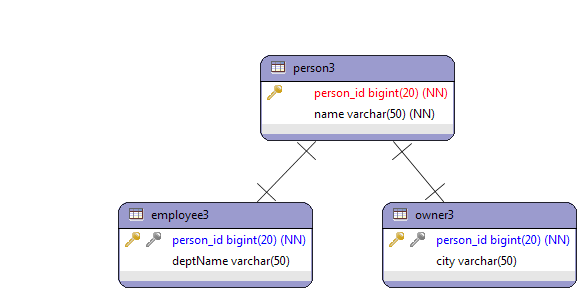 person3
person_id bigint(20) (NN)
name varchar(50) (NN)
employee3
person_id bigint(20) (NN)
deptName varchar(50)
owner3
person_id bigint(20) (NN)
city varchar(50)